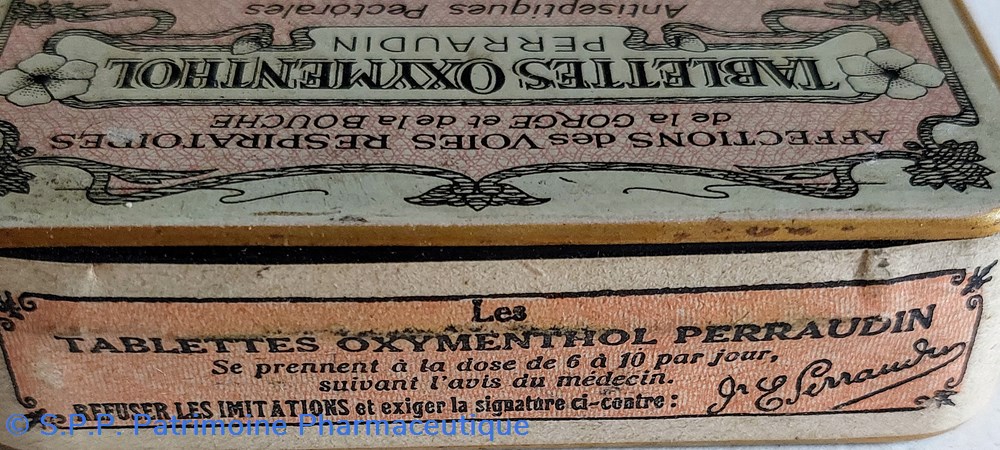 Antiseptiques Pectorales
PERRAUDIN
TABLETTES OXYMENTHOL
AFFECTIONS des VOIES RESPIRATOIRES
de la GORGE et de la BOUCHE
Les
TABLETTES OXYMENTHOL PERRAUDIN
Se prennent à la dose de 6 à 10 par jour,
suivant l'avis du médecin.
REFUSER LES IMITATIONS et exiger la signature ci-contre :
Jr E. Perraudin
© S.P.P. Patrimoine Pharmaceutique